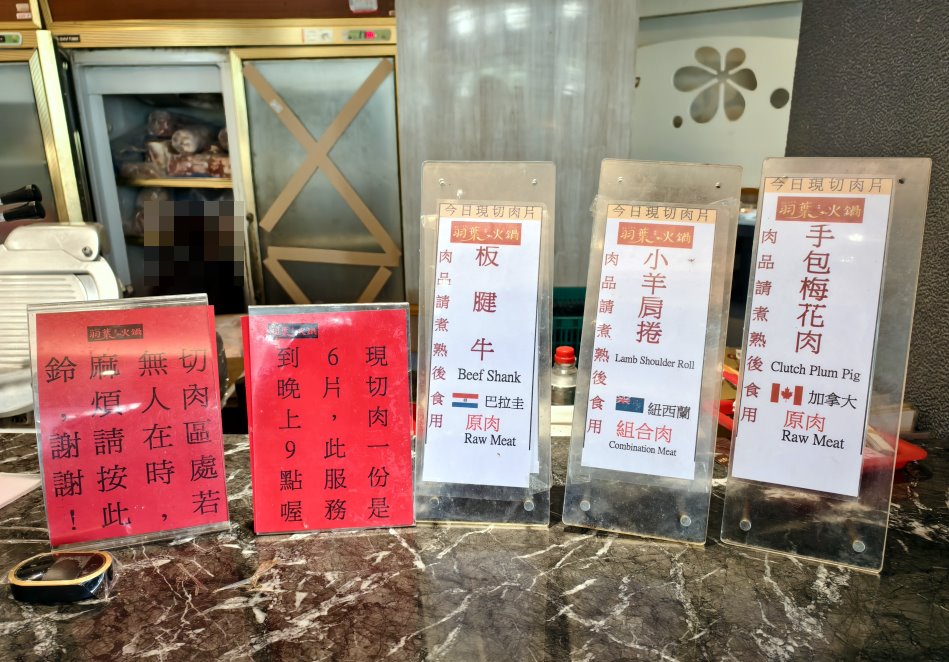 切肉區處若
無人在時，
麻煩請按此
鈴，謝謝！
現切肉一份是
6片，此服務
到晚上9點喔
今日現切肉片
羽葉火鍋
板腱牛
肉品請煮熟後食用
Beef Shank
巴拉圭
原肉
Raw Meat
今日現切肉片
羽葉火鍋
小羊肩捲
肉品請煮熟後食用
Lamb Shoulder Roll
紐西蘭
組合肉
Combination Meat
今日現切肉片
羽葉火鍋
手包梅花肉
肉品請煮熟後食用
Clutch Plum Pig
加拿大
原肉
Raw Meat